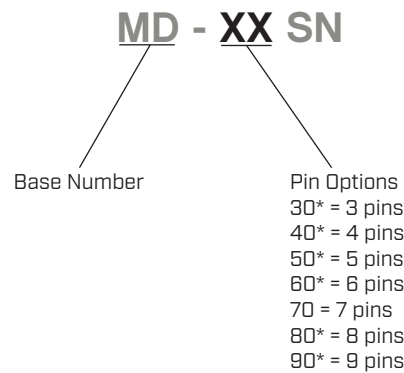 MD - XX SN
Base Number
Pin Options
30* = 3 pins
40* = 4 pins
50* = 5 pins
60* = 6 pins
70 = 7 pins
80* = 8 pins
90* = 9 pins